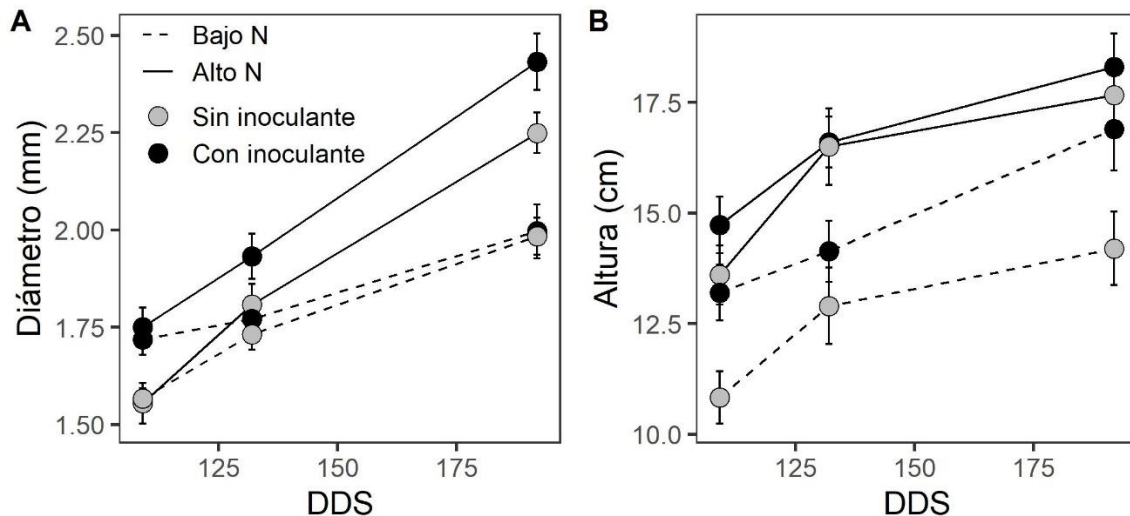 A
Diámetro (mm)
2.50
2.25
2.00
1.75
1.50
Bajo N
Alto N
Sin inoculante
Con inoculante
125
150
175
DDS
B
Altura (cm)
17.5
15.0
12.5
10.0
125
150
175
DDS